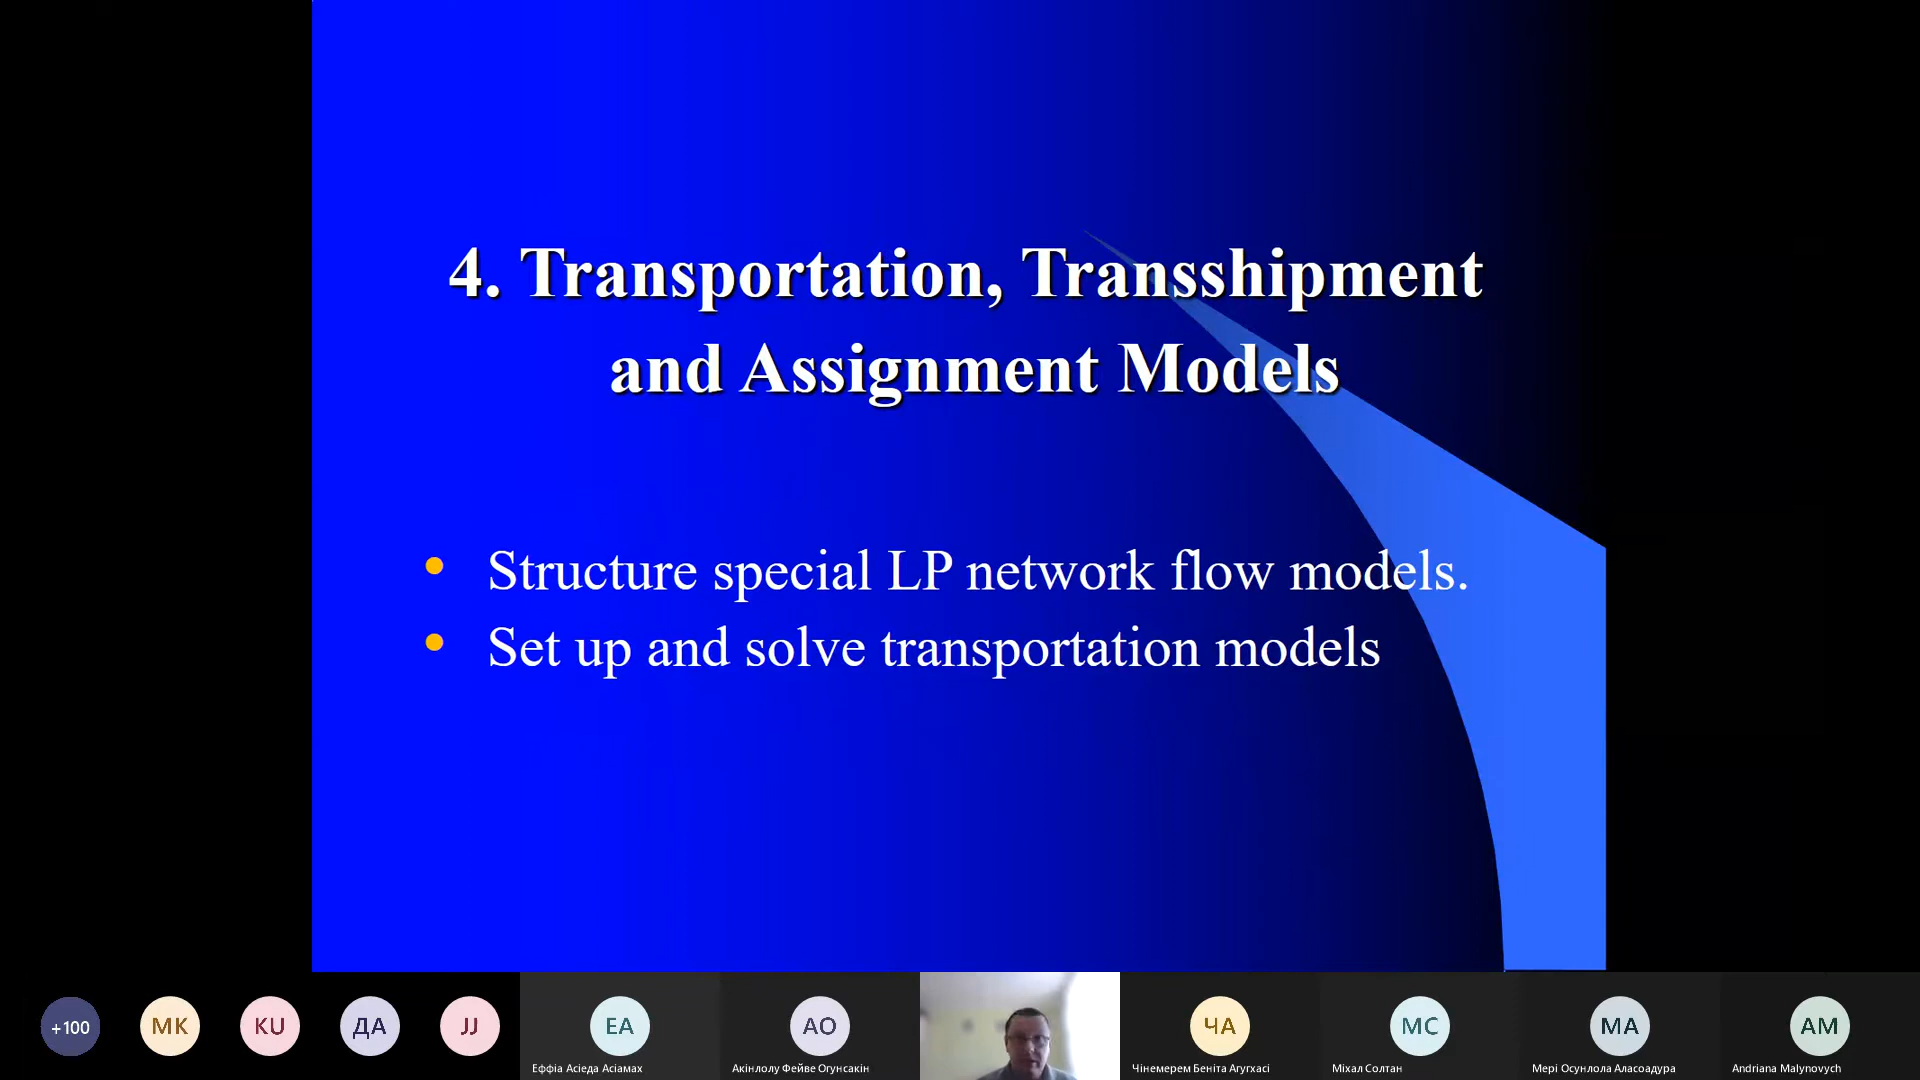 4. Transportation, Transshipment
and Assignment Models
• Structure special LP network flow models.
• Set up and solve transportation models
+100
МК
KU
ДА
JJ
ЕА
АО
ЧА
МС
МА
AM
Еффіа Асіеда Асіамах
Акінлолу Фейве Огунсакін
Чінемерем Беніта Агугхасі
Міхал Солтан
Мері Осунлола Аласоадура
Andriana Malynovych